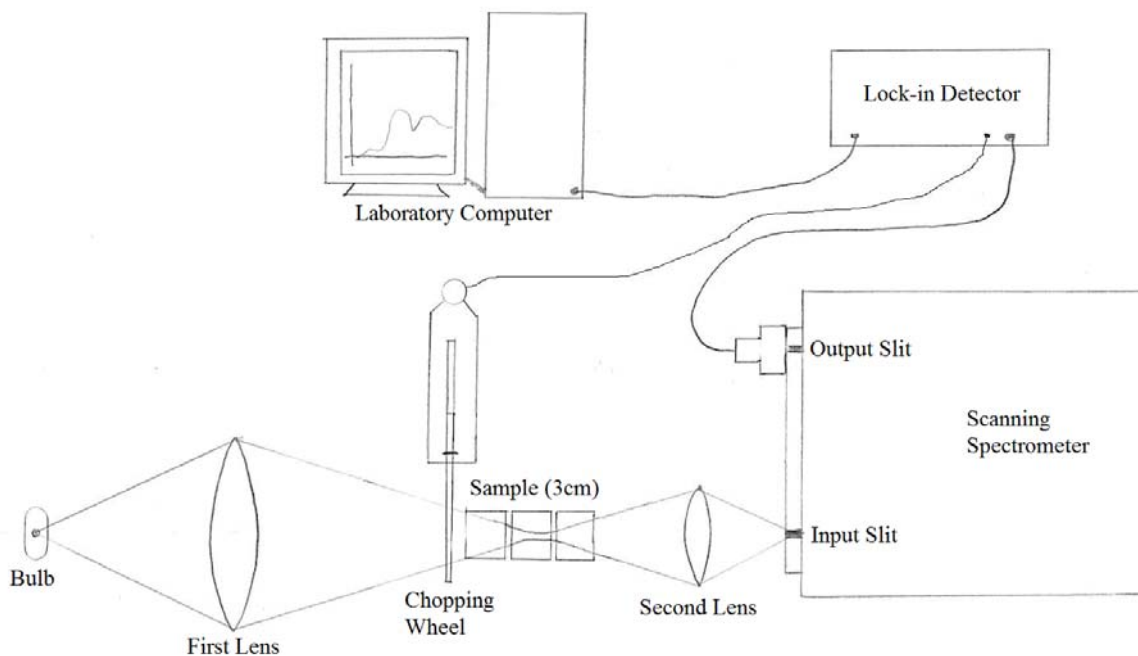 Lock-in Detector
Laboratory Computer
Output Slit
Scanning
Spectrometer
Sample (3cm)
Input Slit
Bulb
Chopping
Wheel
Second Lens
First Lens